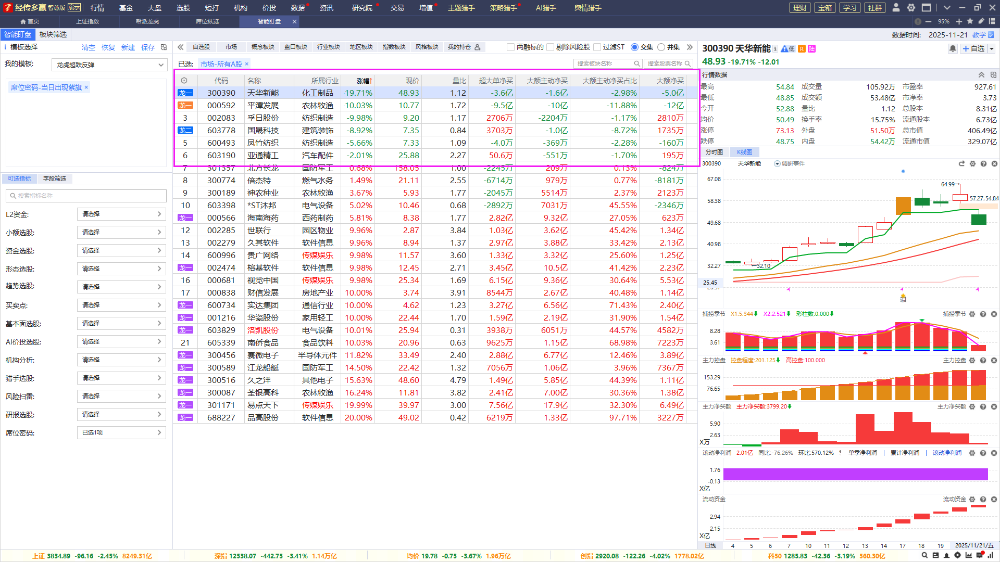 经传多赢 智尊版 演示 行情 基金 大盘 选股 短打 机构 价投 数据 资讯 研究院 交易 增值 主题猎手 策略猎手 AI猎手 舆情猎手 理财 宝箱 学习 社群
首页 上证指数 帮派龙虎 席位纵览 智能盯盘 × 95%
智能盯盘 板块筛选 数据时间: 2025-11-21 教学
模板选择 清空 恢复 新建 保存
我的模板: 龙虎超跌反弹
席位密码-当日出现紫旗 ×
可选指标 字段筛选
搜索指标名称
L2资金: 请选择
小额选股: 请选择
资金选股: 请选择
形态选股: 请选择
趋势选股: 请选择
买卖点: 请选择
基本面选股: 请选择
AI价投选股: 请选择
机构分析: 请选择
猎手选股: 请选择
风险扫雷: 请选择
研报选股: 请选择
席位密码: 已选1项
自选股 市场 概念板块 盘口板块 行业板块 地区板块 指数板块 风格板块 我的持仓 两融标的 剔除风险股 过滤ST 交集 并集
已选: 市场-所有A股 × 搜索板块名称 搜索股票名称
代码 名称 所属行业 涨幅↑ 现价 量比 超大单净买 大额主动净买 大额主动净买占比 大额净买
龙一 300390 天华新能 化工制品 -19.71% 48.93 1.12 -3.6亿 -1.6亿 -2.98% -5.0亿
龙一 000592 平潭发展 农林牧渔 -10.03% 10.77 1.72 -9.5亿 -10亿 -11.88% -12亿
3 002083 孚日股份 纺织制造 -9.98% 9.20 1.17 2706万 -2204万 -1.17% 2810万
龙二 603778 国晟科技 建筑装饰 -8.92% 7.35 0.84 3703万 -1.0亿 -8.72% 1735万
5 600493 凤竹纺织 纺织制造 -5.66% 7.33 1.09 -4.0万 -369万 -2.28% -160万
6 603190 亚通精工 汽车配件 -2.01% 25.88 2.27 50.6万 -551万 -1.70% 195万
7 301357 北方长龙 国防军工 0.68% 158.05 1.00 -2245万 209万 0.13% -824万
8 300774 倍杰特 燃气水务 1.49% 21.11 2.55 -6714万 979万 0.77% -8181万
9 300189 神农种业 农林牧渔 3.67% 5.93 1.77 -2045万 5514万 2.37% 2123万
10 603398 *ST沐邦 电气设备 5.02% 10.46 0.68 -2892万 7031万 45.55% -2346万
龙一 000566 海南海药 西药制药 5.81% 8.38 1.77 2.82亿 9.32亿 27.05% 623万
12 002285 世联行 园区物业 9.96% 2.87 3.84 1.03亿 3.62亿 45.42% 1.34亿
13 002279 久其软件 软件信息 9.96% 8.94 1.37 2.97亿 3.88亿 33.42% 2.13亿
14 600996 贵广网络 传媒娱乐 9.98% 11.57 3.60 1.33亿 3.32亿 25.60% 1.25亿
龙一 002474 榕基软件 软件信息 9.98% 12.45 2.71 3.45亿 10.5亿 41.42% 2.23亿
16 000681 视觉中国 传媒娱乐 9.98% 25.34 1.69 6.15亿 9.36亿 30.64% 5.53亿
17 000838 财信发展 房地产业 10.00% 3.74 3.91 8544万 2.67亿 40.48% 1.14亿
龙一 600734 实达集团 通信行业 10.00% 4.62 1.23 3.27亿 6.56亿 71.43% 2.40亿
龙一 001216 华瓷股份 家用轻工 10.00% 22.44 1.70 1.59亿 2.19亿 31.90% 1.54亿
龙一 603829 洛凯股份 电气设备 10.01% 25.94 0.31 3938万 6051万 44.57% 4582万
21 605339 南侨食品 食品饮料 10.03% 20.96 0.63 9625万 1.15亿 68.98% 7223万
龙一 300456 赛微电子 半导体元件 11.82% 33.49 2.40 2.88亿 6.77亿 12.46% 3.89亿
龙一 300589 江龙船艇 国防军工 14.50% 22.42 1.32 7056万 1.06亿 3.96% 7367万
龙一 300516 久之洋 其他电子 15.63% 48.60 4.79 1.49亿 5.85亿 44.39% 1.11亿
龙一 300087 荃银高科 农林牧渔 16.24% 11.81 3.82 2.41亿 7.00亿 30.36% 1.38亿
龙一 301171 易点天下 传媒娱乐 19.99% 39.97 3.00 7.56亿 17.9亿 32.30% 6.49亿
龙一 688227 品高股份 软件信息 20.00% 49.02 0.42 6219万 1.33亿 97.71% 3227万
300390 天华新能 低 R 陆 + 自选
48.93 -19.71% -12.01
行情数据
最高 54.84 成交量 105.92万 市盈率 927.61
最低 48.85 成交额 53.48亿 市净率 3.73
今开 52.88 量比 1.12 总股本 8.31亿
均价 50.49 换手率 15.75% 流通股本 6.73亿
涨停 73.13 外盘 51.50万 总市值 406.49亿
跌停 48.75 内盘 54.42万 流通市值 329.07亿
分时图 K线图
300390 天华新能 调研事件
67.08
64.99
58.38
57.27-54.84
49.68
40.98
32.27
32.10
25.45
捕捞季节 X1:5.344 X2:2.521 彩柱数:0.000 捕捞季节
8.28
3.61
主力控盘 控盘程度:201.125 高控盘:100.000 主力控盘
153.29
76.65
主力净买额 主力净买额:3799.20 主力净买额
5.90
2.63
X万
滚动净利润 2.01亿 同比:-76.26% 环比:570.12% 单季净利润 | 累计净利润 | 滚动净利润
1.76
-0.13
X亿
流动资金 流动资金
2.94
2.15
X亿
日线 4 5 6 7 10 11 12 13 14 17 18 19 2025/11/21/五
上证 3834.89 -96.16 -2.45% 8249.31亿 深指 12538.07 -442.75 -3.41% 1.14万亿 均价 19.78 -0.75 -3.67% 1.96万亿 创指 2920.08 -122.26 -4.02% 1778.02亿 科50 1285.83 -42.36 -3.19% 560.30亿